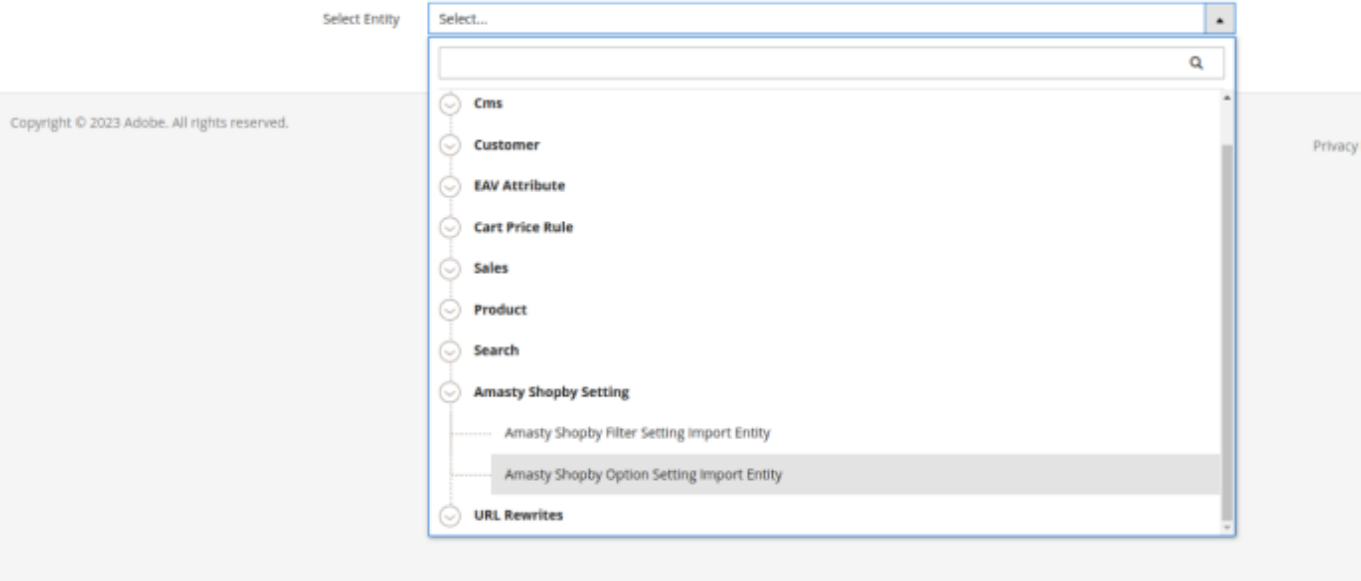 Select Entity Select...
Cms
Copyright © 2023 Adobe. All rights reserved.
Customer
Privacy
EAV Attribute
Cart Price Rule
Sales
Product
Search
Amasty Shopby Setting
Amasty Shopby Filter Setting Import Entity
Amasty Shopby Option Setting Import Entity
URL Rewrites